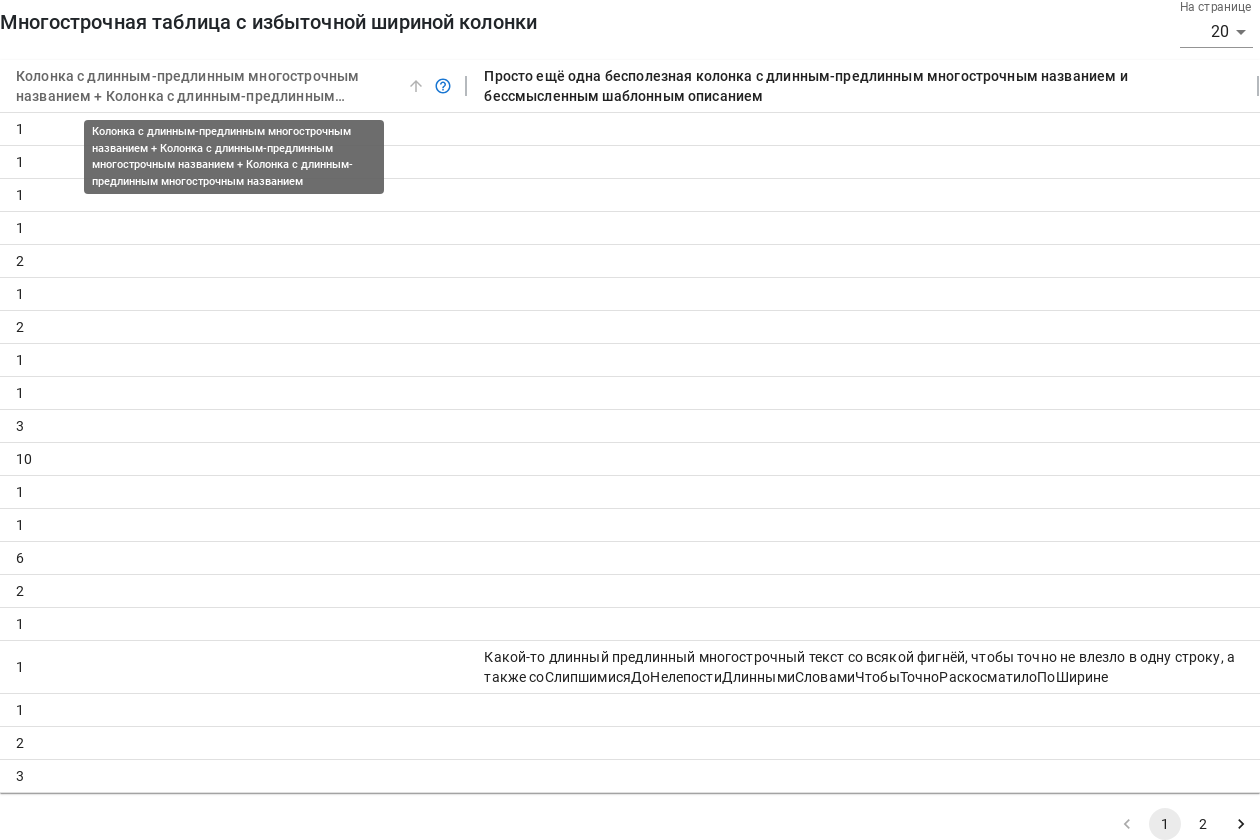 Многострочная таблица с избыточной шириной колонки
На странице
20
Колонка с длинным-предлинным многострочным
названием + Колонка с длинным-предлинным…
Просто ещё одна бесполезная колонка с длинным-предлинным многострочным названием и
бессмысленным шаблонным описанием
1
Колонка с длинным-предлинным многострочным
названием + Колонка с длинным-предлинным
многострочным названием + Колонка с длинным-
предлинным многострочным названием
1
1
1
2
1
2
1
1
3
10
1
1
6
2
1
1
Какой-то длинный предлинный многострочный текст со всякой фигнёй, чтобы точно не влезло в одну строку, а
также соСлипшимисяДоНелепостиДлиннымиСловамиЧтобыТочноРаскосматилоПоШирине
1
2
3
1 2